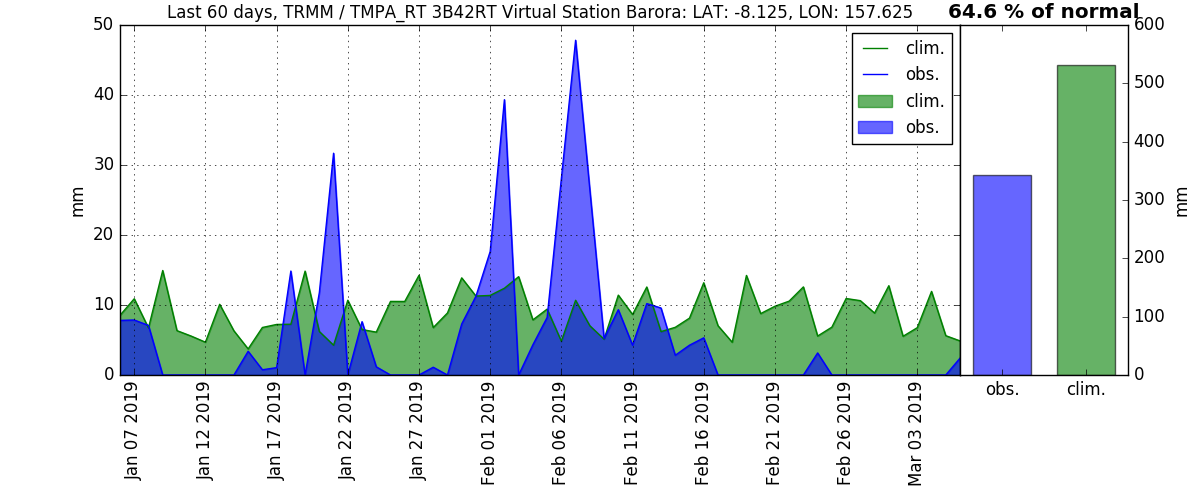 Last 60 days, TRMM / TMPA_RT 3B42RT Virtual Station Barora: LAT: -8.125, LON: 157.625
64.6 % of normal
50
40
30
20
10
0
mm
clim.
obs.
clim.
obs.
600
500
400
300
200
100
0
mm
obs.
clim.
Jan 07 2019
Jan 12 2019
Jan 17 2019
Jan 22 2019
Jan 27 2019
Feb 01 2019
Feb 06 2019
Feb 11 2019
Feb 16 2019
Feb 21 2019
Feb 26 2019
Mar 03 2019